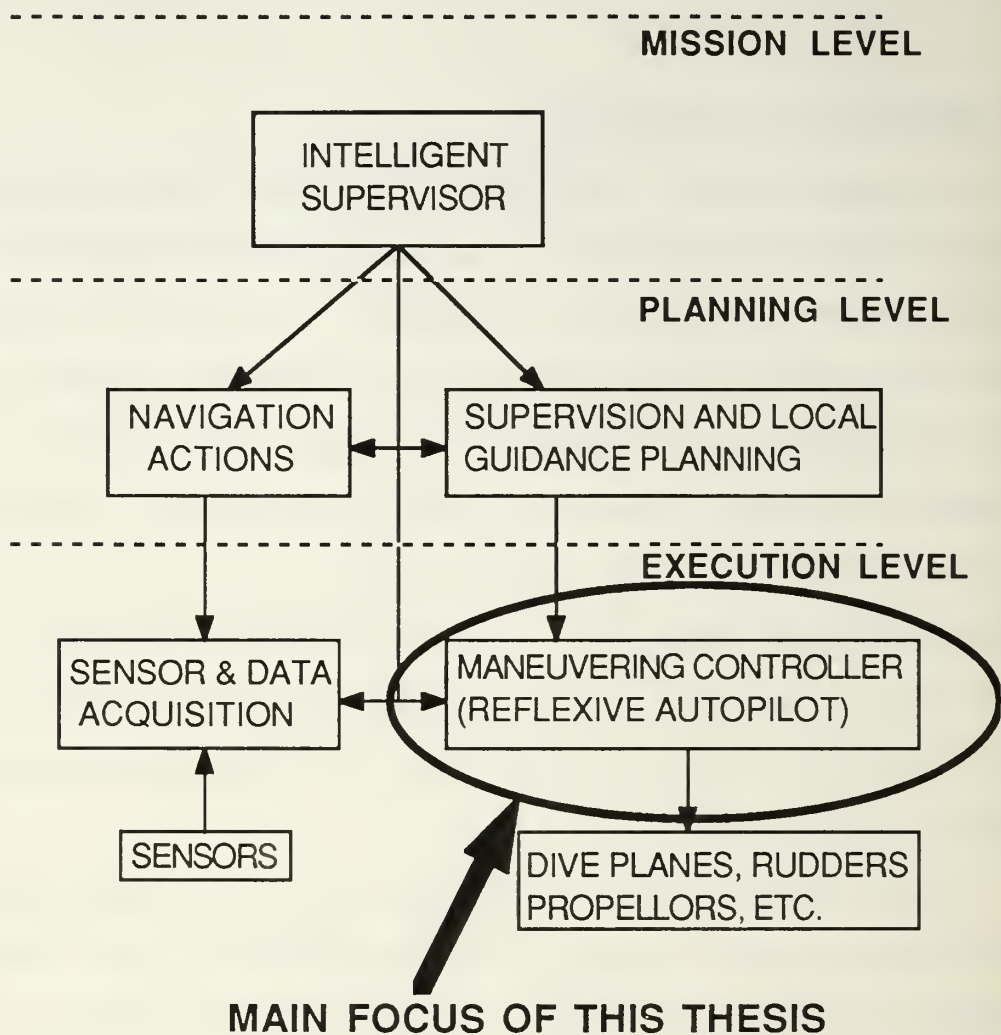 MISSION LEVEL
INTELLIGENT
SUPERVISOR
PLANNING LEVEL
NAVIGATION
ACTIONS
SUPERVISION AND LOCAL
GUIDANCE PLANNING
EXECUTION LEVEL
SENSOR & DATA
ACQUISITION
MANEUVERING CONTROLLER
(REFLEXIVE AUTOPILOT)
SENSORS
DIVE PLANES, RUDDERS
PROPELLORS, ETC.
MAIN FOCUS OF THIS THESIS